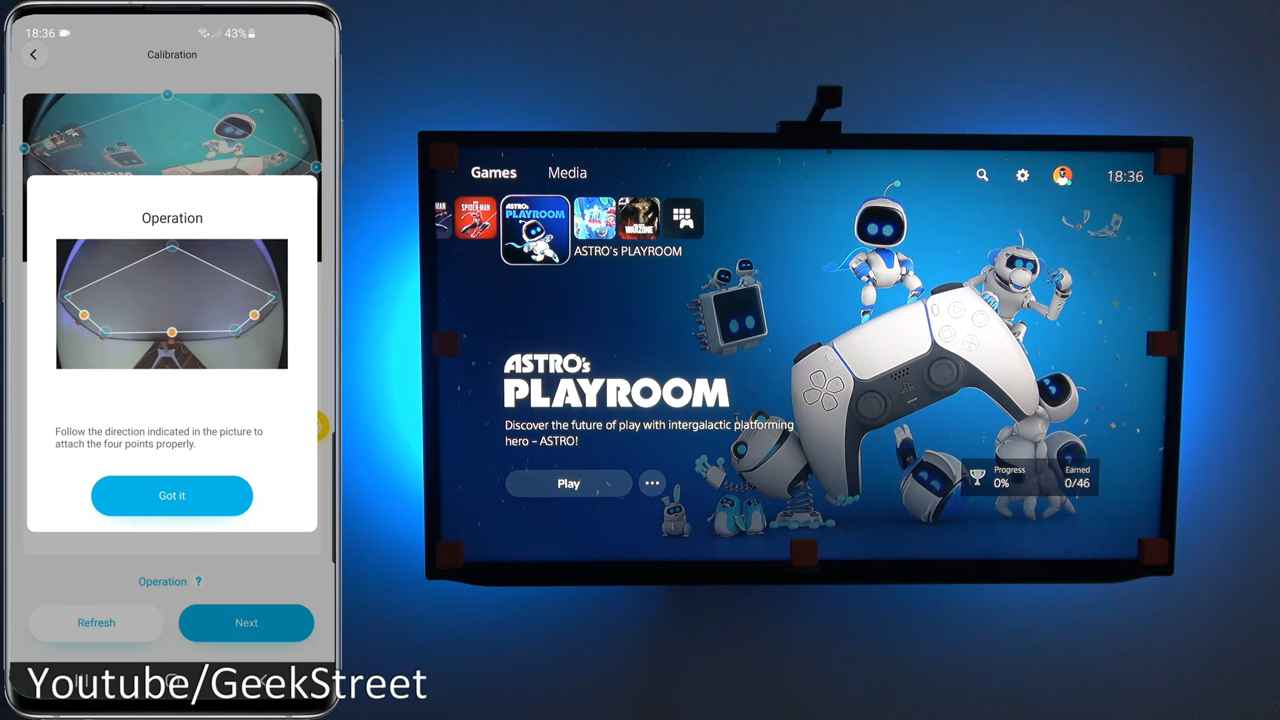 18:36
43%
Calibration
Operation
Follow the direction indicated in the picture to
attach the four points properly.
Got it
Operation ?
Refresh
Next
Games Media
18:36
SPIDER-MAN
ASTRO's
PLAYROOM
WARZONE
ASTRO's PLAYROOM
ASTRO's
PLAYROOM
Discover the future of play with intergalactic platforming
hero – ASTRO!
Play
Progress
0%
Earned
0/46
Youtube/GeekStreet